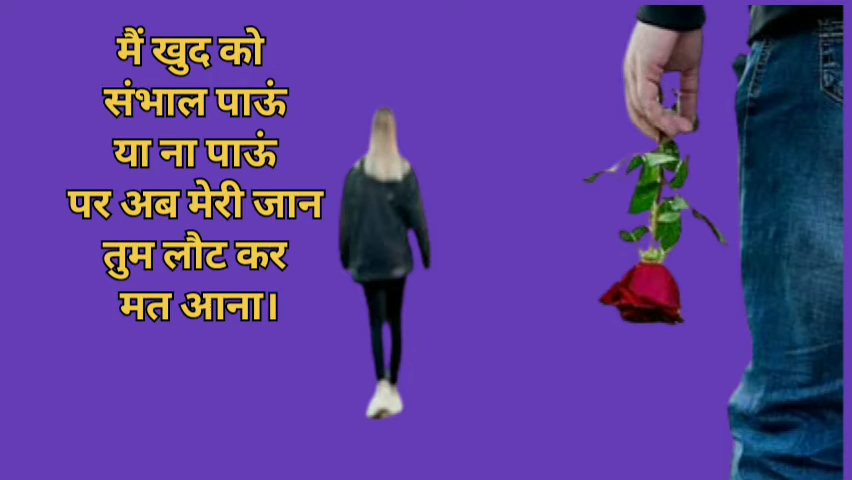 मैं खुद को
संभाल पाऊं
या ना पाऊं
पर अब मेरी जान
तुम लौट कर
मत आना।